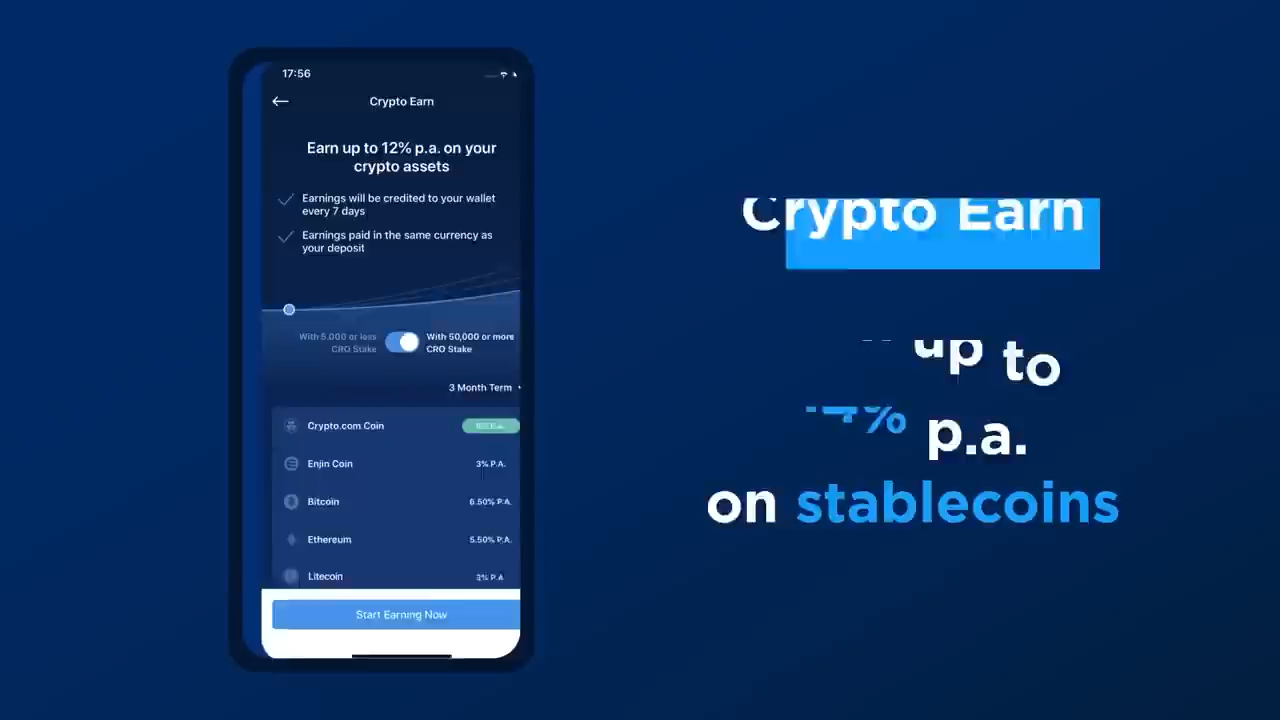 17:56
Crypto Earn
Earn up to 12% p.a. on your
crypto assets
Earnings will be credited to your wallet
every 7 days
Earnings paid in the same currency as
your deposit
With 5,000 or less
CRO Stake
With 50,000 or more
CRO Stake
3 Month Term
Crypto.com Coin
Enjin Coin 3% P.A.
Bitcoin 6.50% P.A.
Ethereum 5.50% P.A.
Litecoin 3% P.A
Start Earning Now
Crypto Earn
up to
% p.a.
on stablecoins